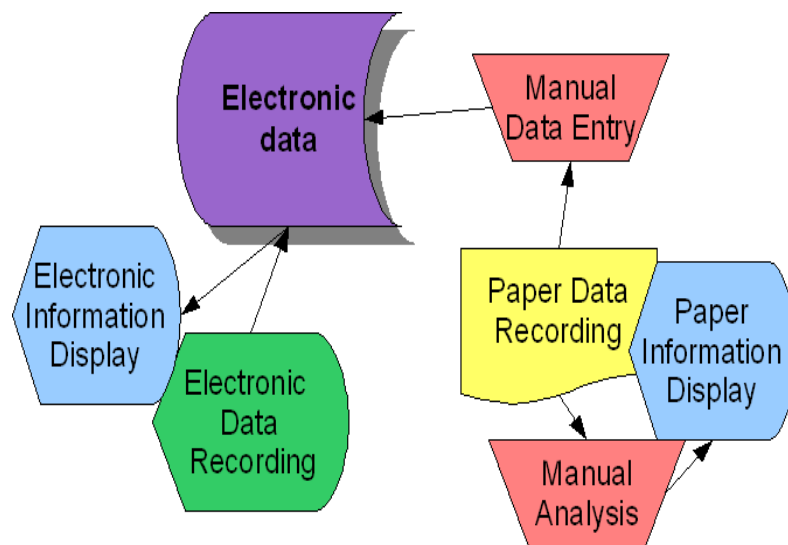 Electronic
data
Manual
Data Entry
Electronic
Information
Display
Paper Data
Recording
Paper
Information
Display
Electronic
Data
Recording
Manual
Analysis